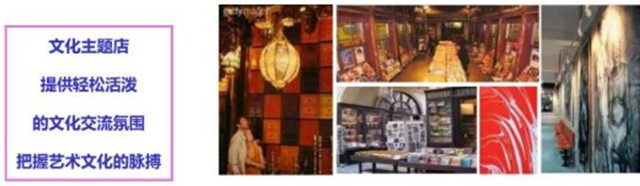 文化主题店
提供轻松活泼
的文化交流氛围
把握艺术文化的脉搏